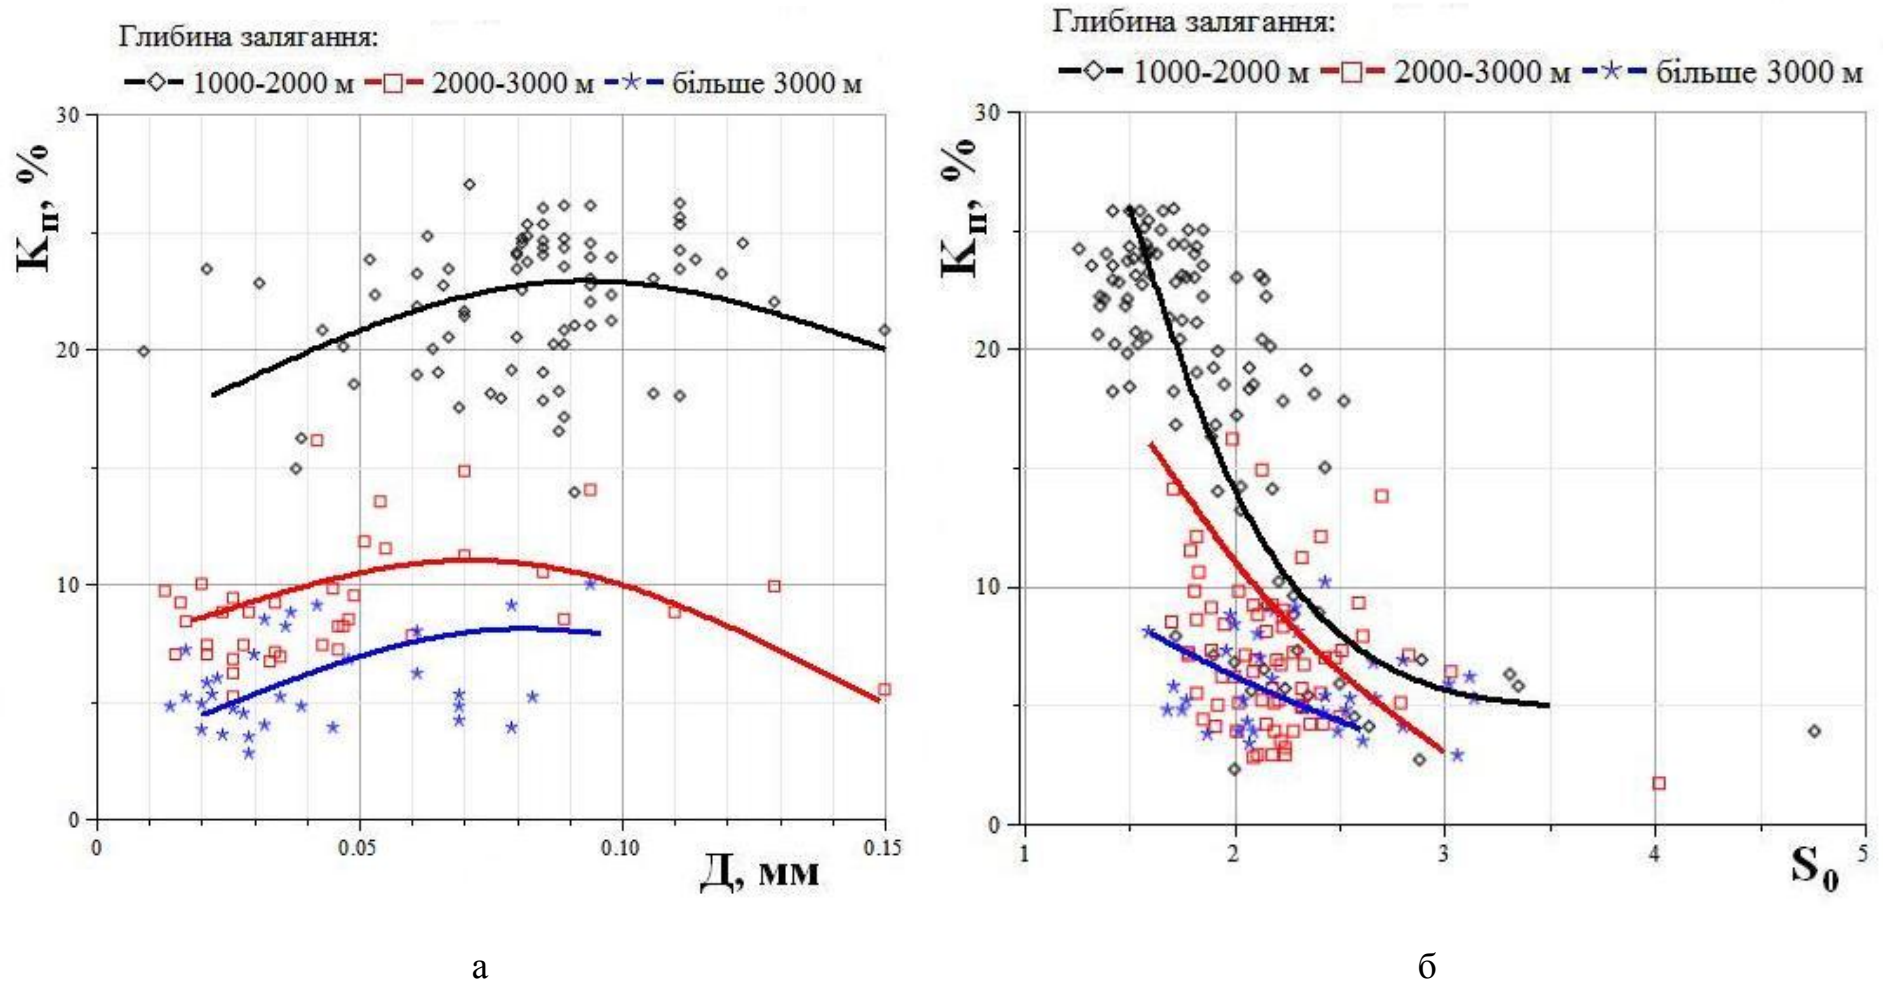 Глибина залягання:
1000-2000 м 2000-3000 м більше 3000 м
Кп, %
30
20
10
0
0 0.05 0.10 0.15
Д, мм
а
Глибина залягання:
1000-2000 м 2000-3000 м більше 3000 м
Кп, %
30
20
10
0
1 2 3 4 5
S0
б